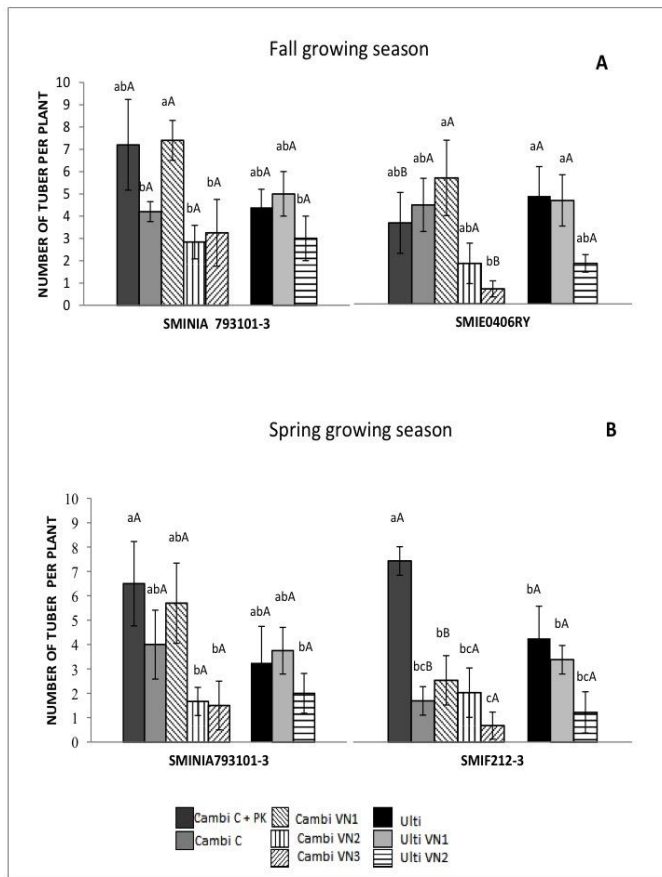 Fall growing season
A
NUMBER OF TUBER PER PLANT
10
9
8
7
6
5
4
3
2
1
0
abA
bA
aA
bA
bA
abA
abA
bA
abB
abA
aA
abA
bB
aA
aA
abA
SMINIA 793101-3
SMIE0406RY
Spring growing season
B
NUMBER OF TUBER PER PLANT
10
9
8
7
6
5
4
3
2
1
0
aA
abA
abA
bA
bA
abA
abA
bA
aA
bcB
bB
bcA
cA
bA
bA
bcA
SMINIA793101-3
SMIF212-3
Cambi C + PK
Cambi VN1
Ulti
Cambi C
Cambi VN2
Ulti VN1
Cambi VN3
Ulti VN2